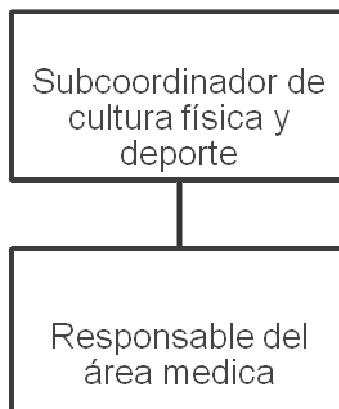 Subcoordinador de
cultura física y
deporte
Responsable del
área medica